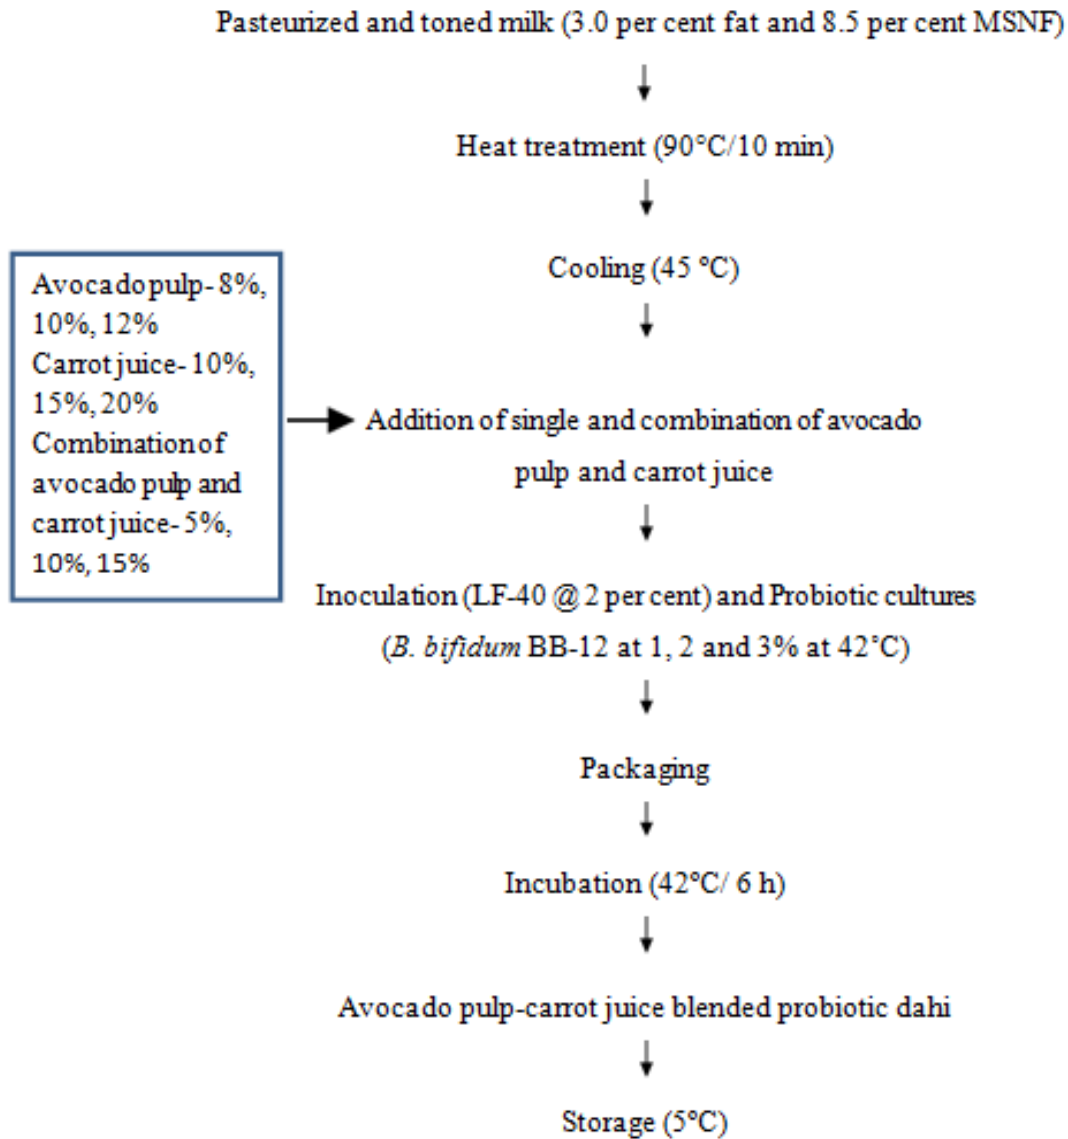 Pasteurized and toned milk (3.0 per cent fat and 8.5 per cent MSNF)
Heat treatment (90°C/10 min)
Cooling (45 °C)
Avocado pulp- 8%,
10%, 12%
Carrot juice- 10%,
15%, 20%
Combination of
avocado pulp and
carrot juice- 5%,
10%, 15%
Addition of single and combination of avocado
pulp and carrot juice
Inoculation (LF-40 @ 2 per cent) and Probiotic cultures
(B. bifidum BB-12 at 1, 2 and 3% at 42°C)
Packaging
Incubation (42°C/ 6 h)
Avocado pulp-carrot juice blended probiotic dahi
Storage (5°C)